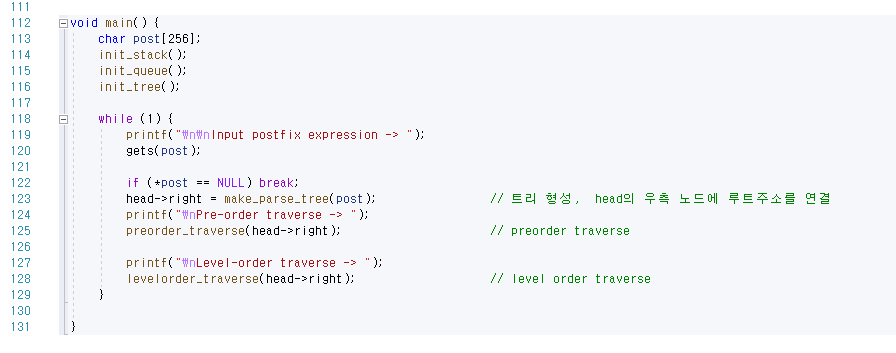 111
112 void main() {
113 char post[256];
114 init_stack();
115 init_queue();
116 init_tree();
117
118 while (1) {
119 printf("₩n₩nInput postfix expression -> ");
120 gets(post);
121
122 if (*post == NULL) break;
123 head->right = make_parse_tree(post); // 트리 형성, head의 우측 노드에 루트주소를 연결
124 printf("₩nPre-order traverse -> ");
125 preorder_traverse(head->right); // preorder traverse
126
127 printf("₩nLevel-order traverse -> ");
128 levelorder_traverse(head->right); // level order traverse
129 }
130
131 }